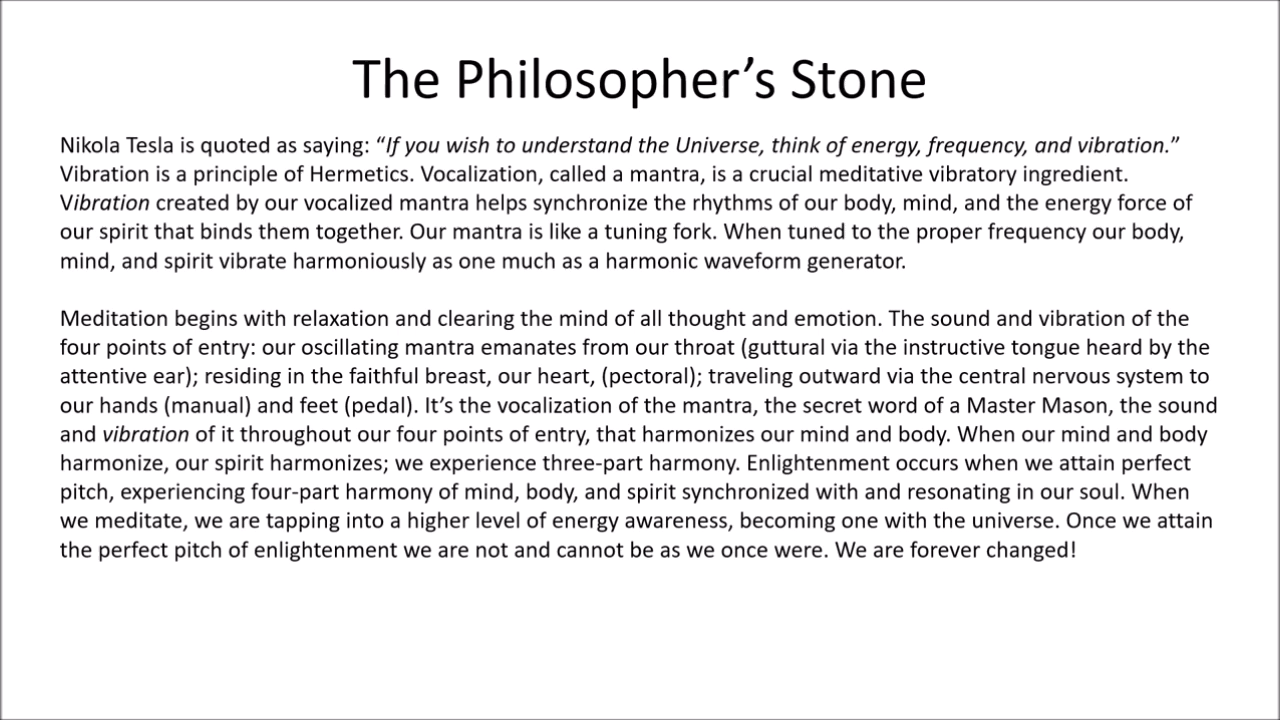 The Philosopher’s Stone
Nikola Tesla is quoted as saying: “If you wish to understand the Universe, think of energy, frequency, and vibration.”
Vibration is a principle of Hermetics. Vocalization, called a mantra, is a crucial meditative vibratory ingredient.
Vibration created by our vocalized mantra helps synchronize the rhythms of our body, mind, and the energy force of
our spirit that binds them together. Our mantra is like a tuning fork. When tuned to the proper frequency our body,
mind, and spirit vibrate harmoniously as one much as a harmonic waveform generator.
Meditation begins with relaxation and clearing the mind of all thought and emotion. The sound and vibration of the
four points of entry: our oscillating mantra emanates from our throat (guttural via the instructive tongue heard by the
attentive ear); residing in the faithful breast, our heart, (pectoral); traveling outward via the central nervous system to
our hands (manual) and feet (pedal). It’s the vocalization of the mantra, the secret word of a Master Mason, the sound
and vibration of it throughout our four points of entry, that harmonizes our mind and body. When our mind and body
harmonize, our spirit harmonizes; we experience three-part harmony. Enlightenment occurs when we attain perfect
pitch, experiencing four-part harmony of mind, body, and spirit synchronized with and resonating in our soul. When
we meditate, we are tapping into a higher level of energy awareness, becoming one with the universe. Once we attain
the perfect pitch of enlightenment we are not and cannot be as we once were. We are forever changed!